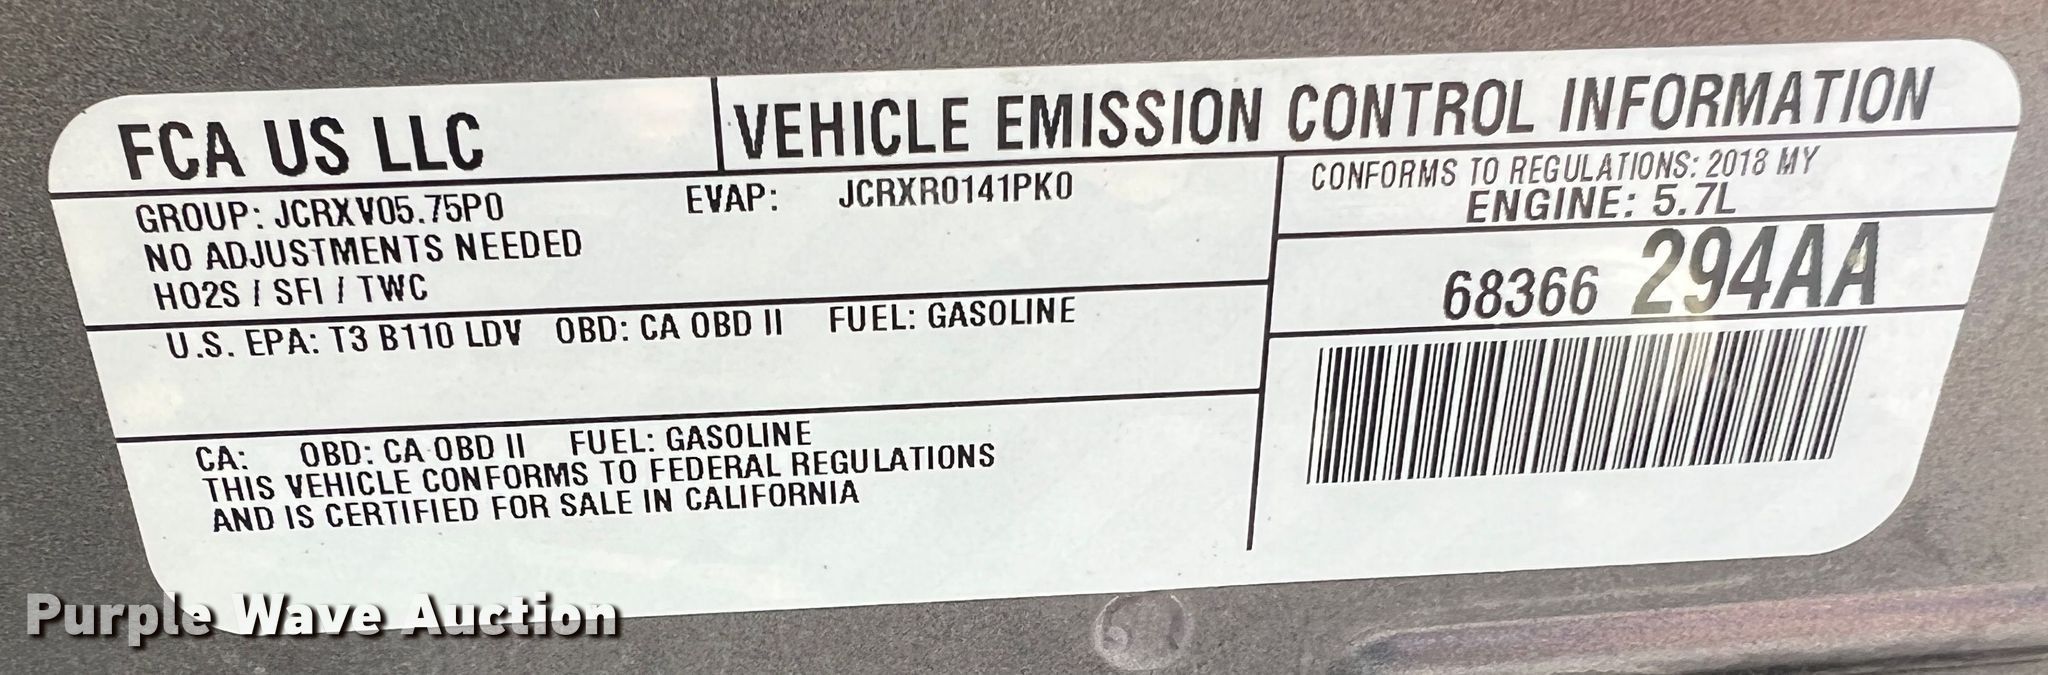 FCA US LLC
VEHICLE EMISSION CONTROL INFORMATION
GROUP: JCRXV05.75P0 EVAP: JCRXR0141PK0
NO ADJUSTMENTS NEEDED
HO2S / SFI / TWC
U.S. EPA: T3 B110 LDV OBD: CA OBD II FUEL: GASOLINE
CA: OBD: CA OBD II FUEL: GASOLINE
THIS VEHICLE CONFORMS TO FEDERAL REGULATIONS
AND IS CERTIFIED FOR SALE IN CALIFORNIA
CONFORMS TO REGULATIONS: 2018 MY
ENGINE: 5.7L
68366 294AA
Purple Wave Auction